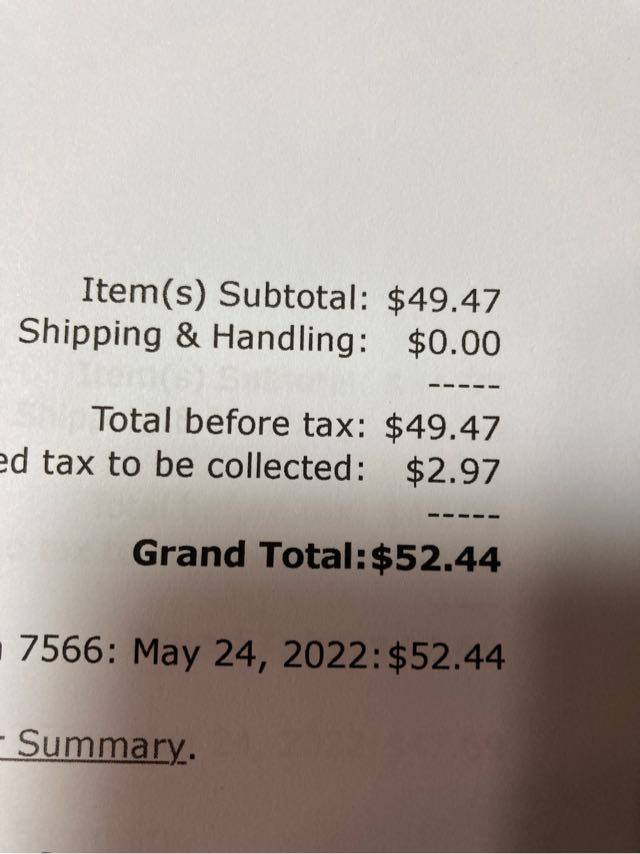 Item(s) Subtotal: $49.47
Shipping & Handling: $0.00
-----
Total before tax: $49.47
ed tax to be collected: $2.97
-----
Grand Total:$52.44
7566: May 24, 2022:$52.44
Summary.